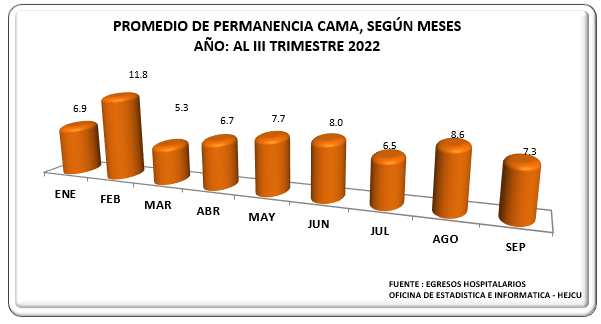 PROMEDIO DE PERMANENCIA CAMA, SEGÚN MESES
AÑO: AL III TRIMESTRE 2022
6.9
11.8
5.3
6.7
7.7
8.0
6.5
8.6
7.3
ENE
FEB
MAR
ABR
MAY
JUN
JUL
AGO
SEP
FUENTE : EGRESOS HOSPITALARIOS
OFICINA DE ESTADISTICA E INFORMATICA - HEJCU